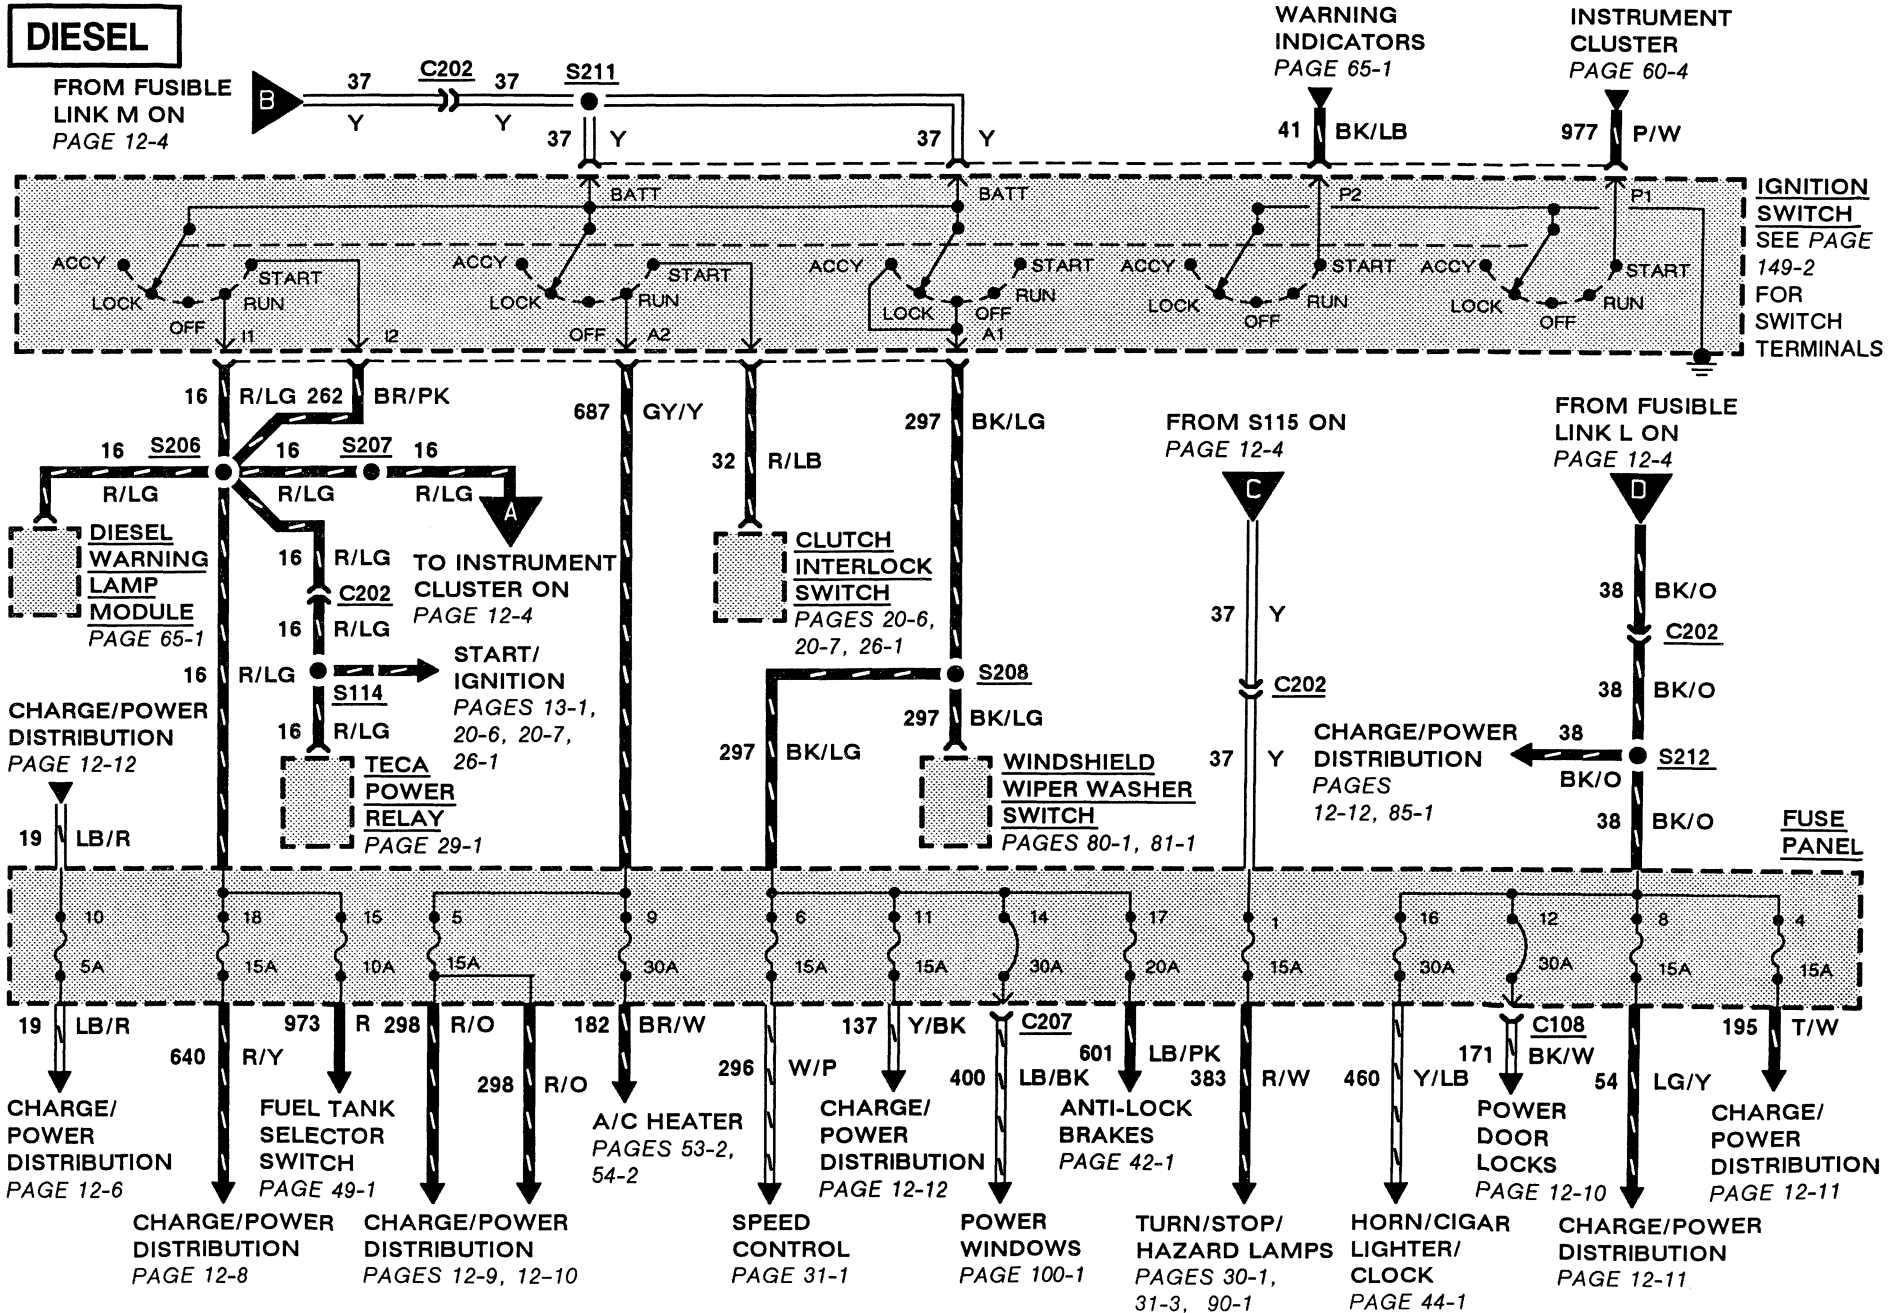 DIESEL
FROM FUSIBLE
LINK M ON
PAGE 12-4
B
37
Y
C202
37
Y
S211
37
Y
37
Y
WARNING
INDICATORS
PAGE 65-1
41
BK/LB
INSTRUMENT
CLUSTER
PAGE 60-4
977
P/W
BATT
BATT
P2
P1
IGNITION
SWITCH
SEE PAGE
149-2
FOR
SWITCH
TERMINALS
ACCY
LOCK
OFF
RUN
START
I1
I2
ACCY
LOCK
OFF
RUN
START
A2
ACCY
LOCK
OFF
RUN
START
A1
ACCY
LOCK
OFF
RUN
START
ACCY
LOCK
OFF
RUN
START
16
R/LG
262
BR/PK
687
GY/Y
297
BK/LG
FROM S115 ON
PAGE 12-4
C
FROM FUSIBLE
LINK L ON
PAGE 12-4
D
16
R/LG
S206
16
R/LG
S207
16
R/LG
A
32
R/LB
DIESEL
WARNING
LAMP
MODULE
PAGE 65-1
16
R/LG
C202
16
R/LG
TO INSTRUMENT
CLUSTER ON
PAGE 12-4
CLUTCH
INTERLOCK
SWITCH
PAGES 20-6,
20-7, 26-1
37
Y
38
BK/O
C202
16
R/LG
S114
START/
IGNITION
PAGES 13-1,
20-6, 20-7,
26-1
S208
C202
38
BK/O
CHARGE/POWER
DISTRIBUTION
PAGE 12-12
16
R/LG
TECA
POWER
RELAY
PAGE 29-1
297
BK/LG
297
BK/LG
WINDSHIELD
WIPER WASHER
SWITCH
PAGES 80-1, 81-1
37
Y
CHARGE/POWER
DISTRIBUTION
PAGES
12-12, 85-1
38
BK/O
S212
38
BK/O
19
LB/R
FUSE
PANEL
10
5A
18
15A
15
10A
5
15A
9
30A
6
15A
11
15A
14
30A
17
20A
1
15A
16
30A
12
30A
8
15A
4
15A
19
LB/R
640
R/Y
973
R
298
R/O
298
R/O
182
BR/W
296
W/P
137
Y/BK
C207
400
LB/BK
601
LB/PK
383
R/W
460
Y/LB
C108
171
BK/W
54
LG/Y
195
T/W
CHARGE/
POWER
DISTRIBUTION
PAGE 12-6
CHARGE/POWER
DISTRIBUTION
PAGE 12-8
FUEL TANK
SELECTOR
SWITCH
PAGE 49-1
CHARGE/POWER
DISTRIBUTION
PAGES 12-9, 12-10
A/C HEATER
PAGES 53-2,
54-2
SPEED
CONTROL
PAGE 31-1
CHARGE/
POWER
DISTRIBUTION
PAGE 12-12
POWER
WINDOWS
PAGE 100-1
ANTI-LOCK
BRAKES
PAGE 42-1
TURN/STOP/
HAZARD LAMPS
PAGES 30-1,
31-3, 90-1
HORN/CIGAR
LIGHTER/
CLOCK
PAGE 44-1
POWER
DOOR
LOCKS
PAGE 12-10
CHARGE/POWER
DISTRIBUTION
PAGE 12-11
CHARGE/
POWER
DISTRIBUTION
PAGE 12-11